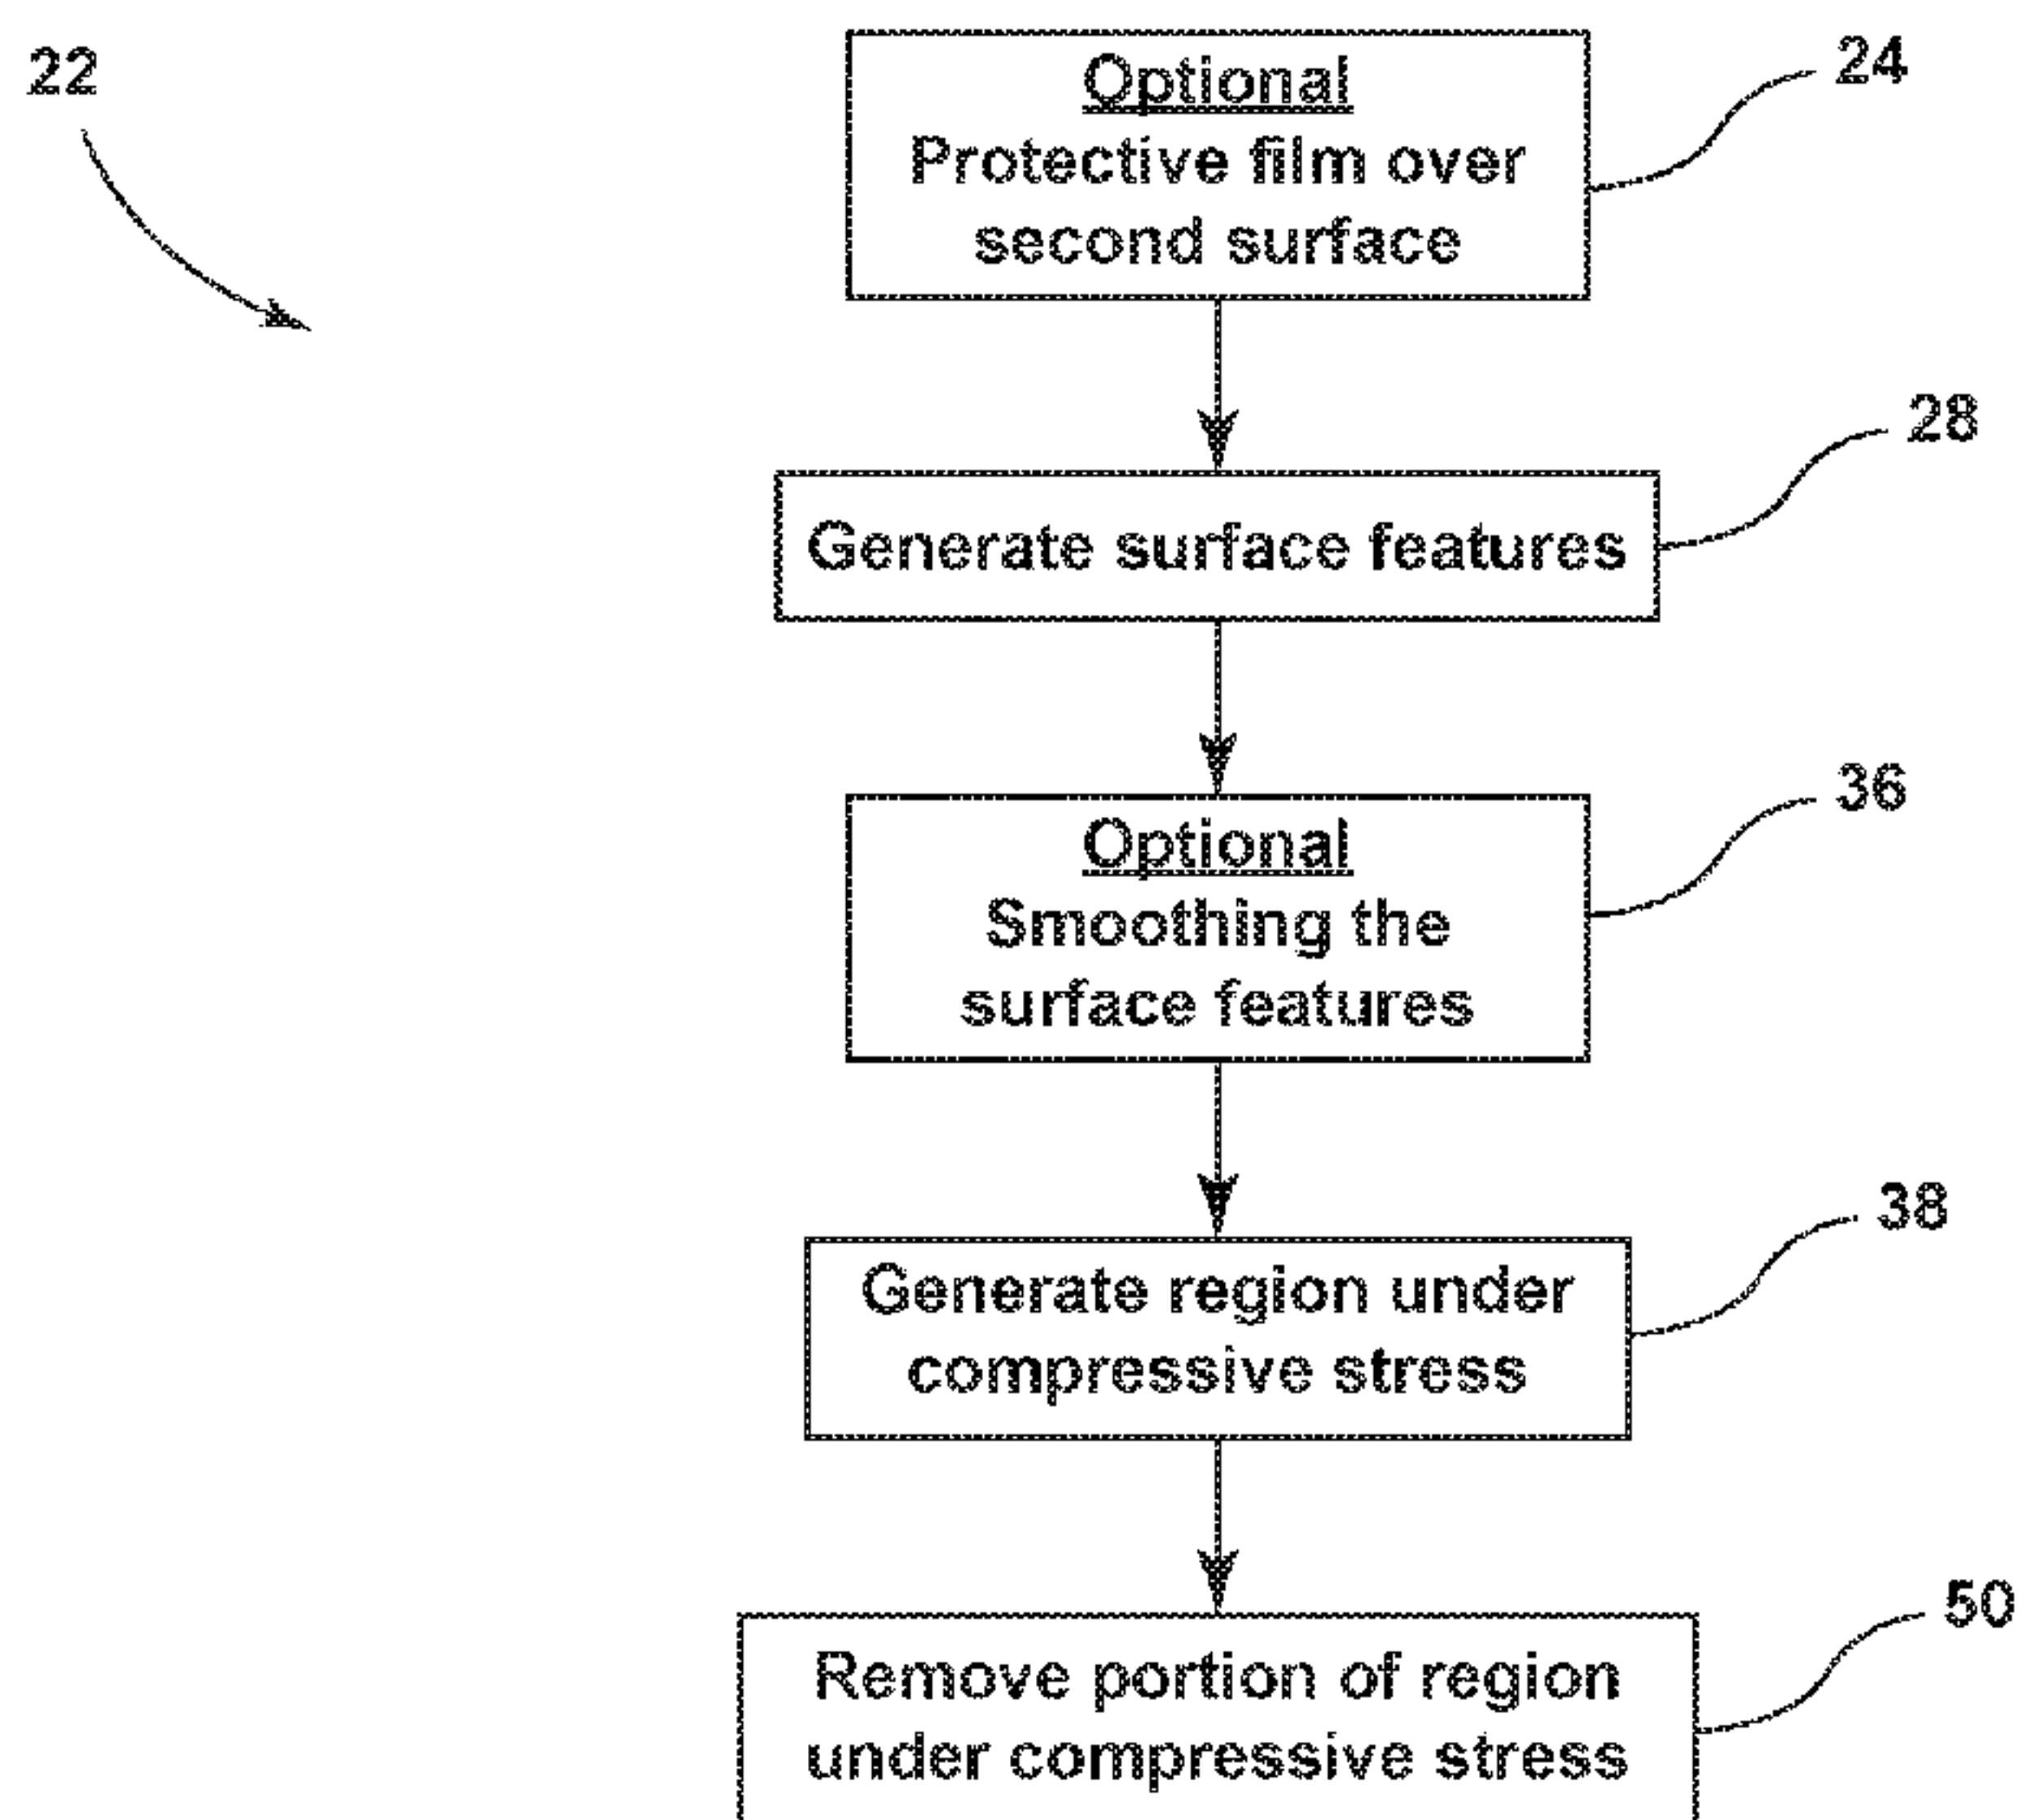 22
Optional
24
Protective film over
second surface
28
Generate surface features
36
Optional
Smoothing the
surface features
38
Generate region under
compressive stress
50
Remove portion of region
under compressive stress